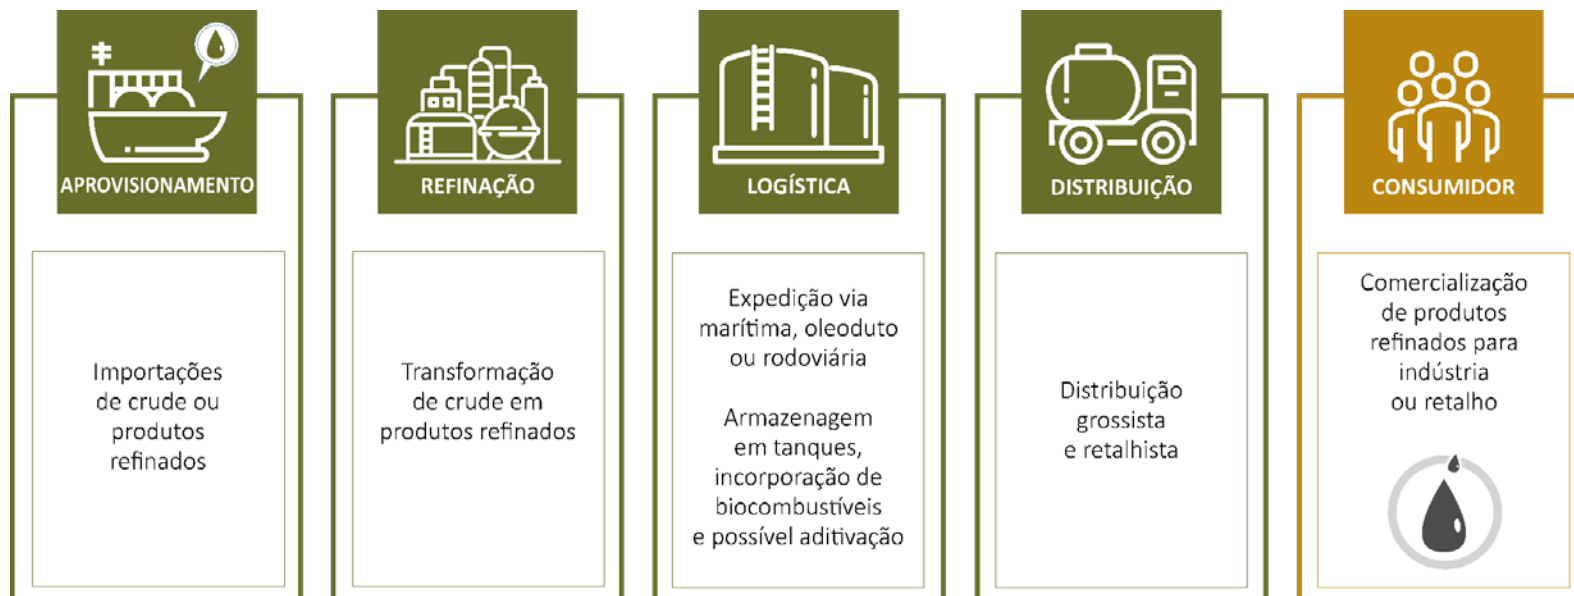 APROVISIONAMENTO
Importações
de crude ou
produtos
refinados
REFINAÇÃO
Transformação
de crude em
produtos refinados
LOGÍSTICA
Expedição via
marítima, oleoduto
ou rodoviária
Armazenagem
em tanques,
incorporação de
biocombustíveis
e possível aditivação
DISTRIBUIÇÃO
Distribuição
grossista
e retalhista
CONSUMIDOR
Comercialização
de produtos
refinados para
indústria
ou retalho